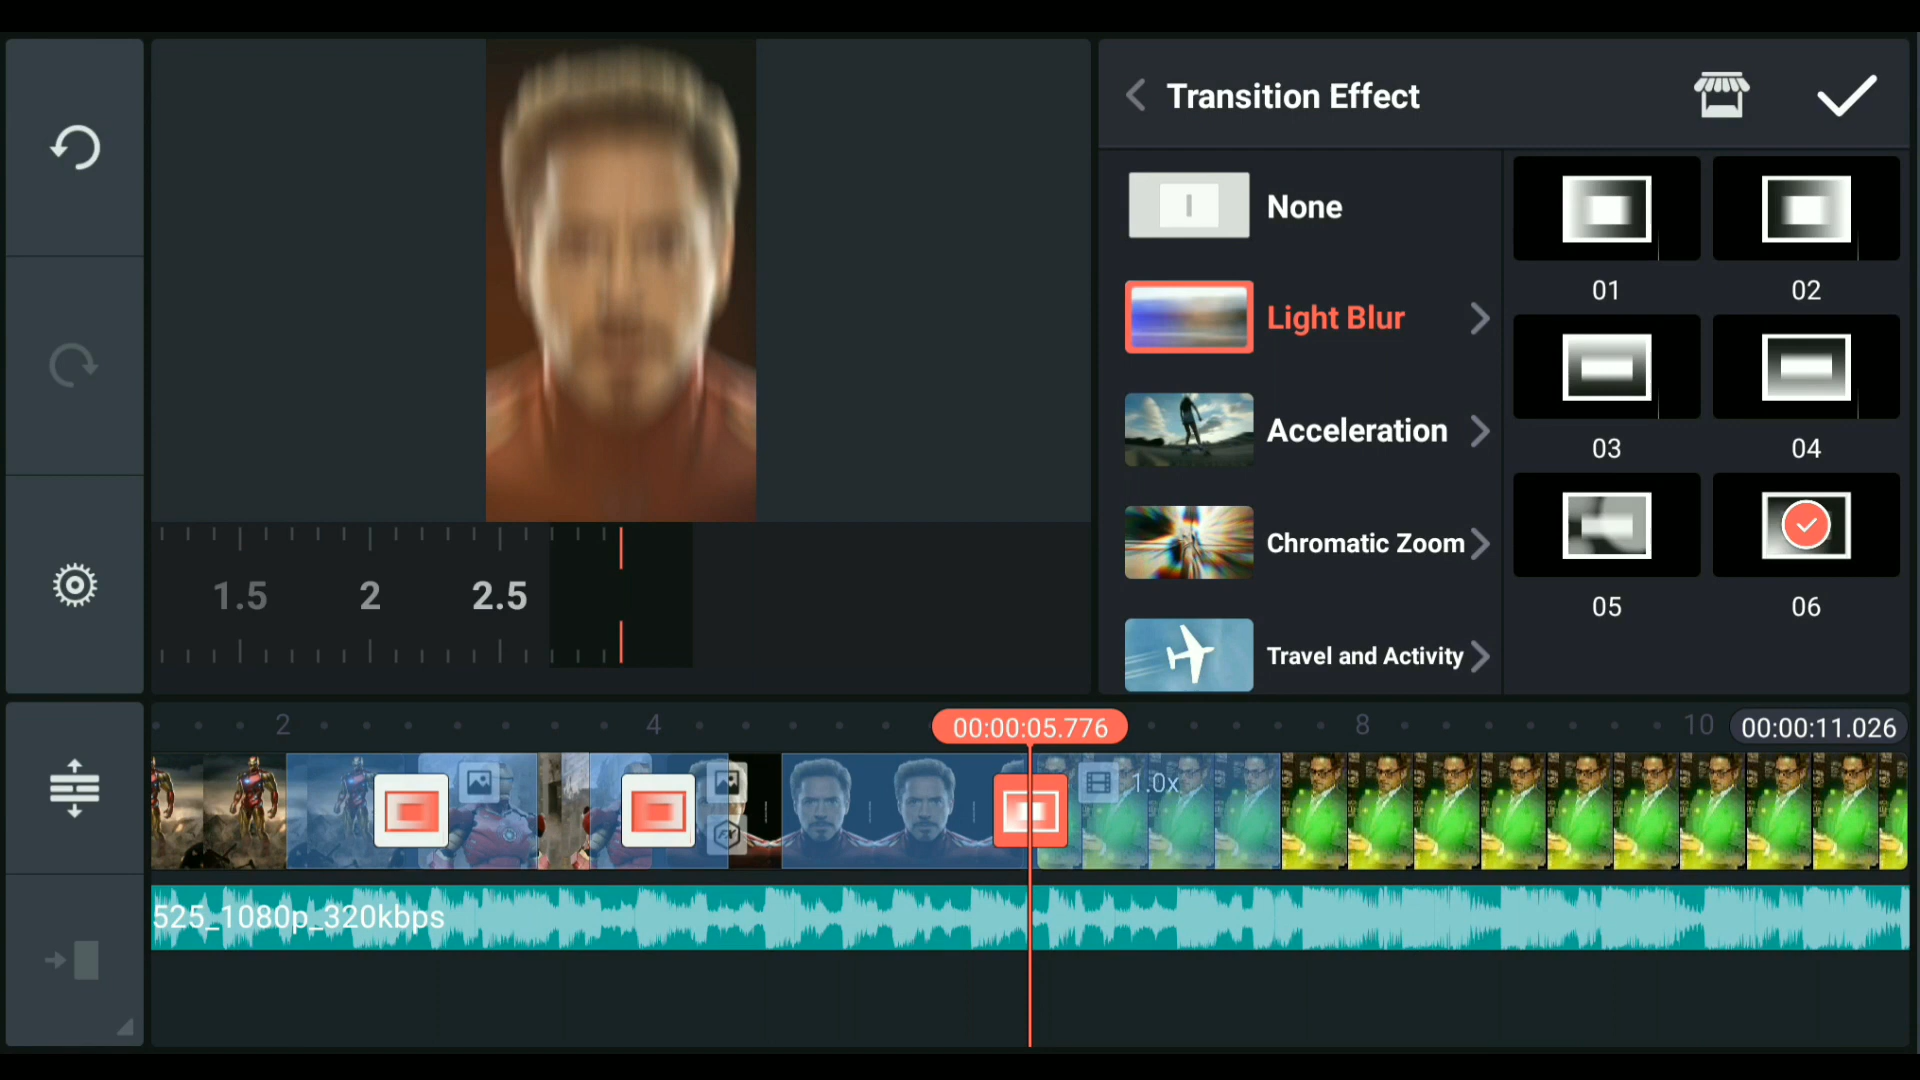 Transition Effect
None
Light Blur
Acceleration
Chromatic Zoom
Travel and Activity
01
02
03
04
05
06
1.5
2
2.5
2
4
00:00:05.776
8
10
00:00:11.026
1.0x
525_1080p_320kbps